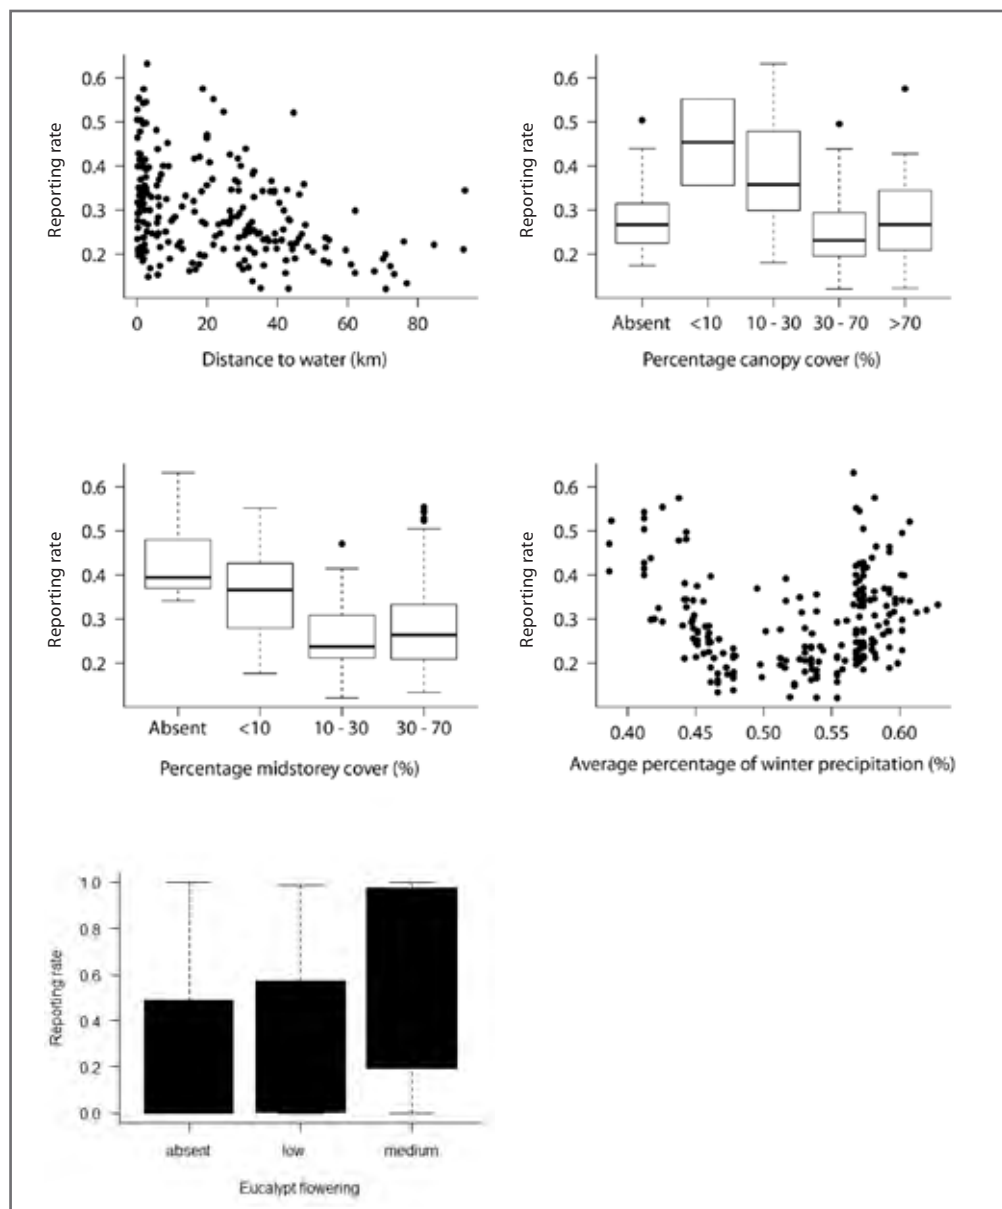 Reporting rate
0.6
0.5
0.4
0.3
0.2
0 20 40 60 80
Distance to water (km)
Reporting rate
0.6
0.5
0.4
0.3
0.2
Absent <10 10 - 30 30 - 70 >70
Percentage canopy cover (%)
Reporting rate
0.6
0.5
0.4
0.3
0.2
Absent <10 10 - 30 30 - 70
Percentage midstorey cover (%)
Reporting rate
0.6
0.5
0.4
0.3
0.2
0.40 0.45 0.50 0.55 0.60
Average percentage of winter precipitation (%)
Reporting rate
1.0
0.8
0.6
0.4
0.2
0.0
absent low medium
Eucalypt flowering